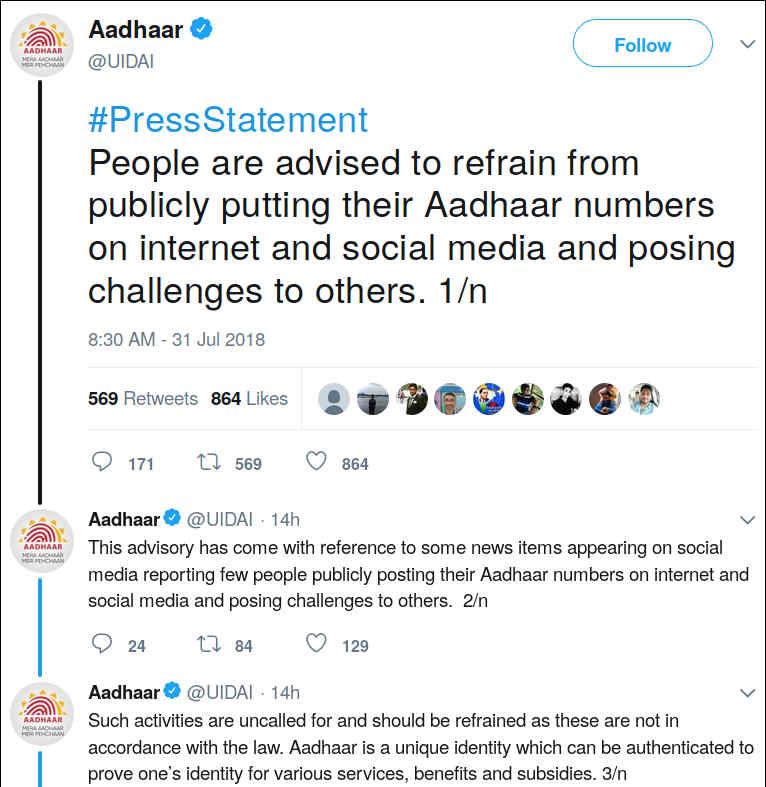 Aadhaar
@UIDAI
Follow
#PressStatement
People are advised to refrain from
publicly putting their Aadhaar numbers
on internet and social media and posing
challenges to others. 1/n
8:30 AM - 31 Jul 2018
569 Retweets 864 Likes
171 569 864
AADHAAR
MERA AADHAAR
MERI PEHCHAAN
Aadhaar @UIDAI · 14h
This advisory has come with reference to some news items appearing on social
media reporting few people publicly posting their Aadhaar numbers on internet and
social media and posing challenges to others. 2/n
24 84 129
AADHAAR
MERA AADHAAR
MERI PEHCHAAN
Aadhaar @UIDAI · 14h
Such activities are uncalled for and should be refrained as these are not in
accordance with the law. Aadhaar is a unique identity which can be authenticated to
prove one’s identity for various services, benefits and subsidies. 3/n
AADHAAR
MERA AADHAAR
MERI PEHCHAAN